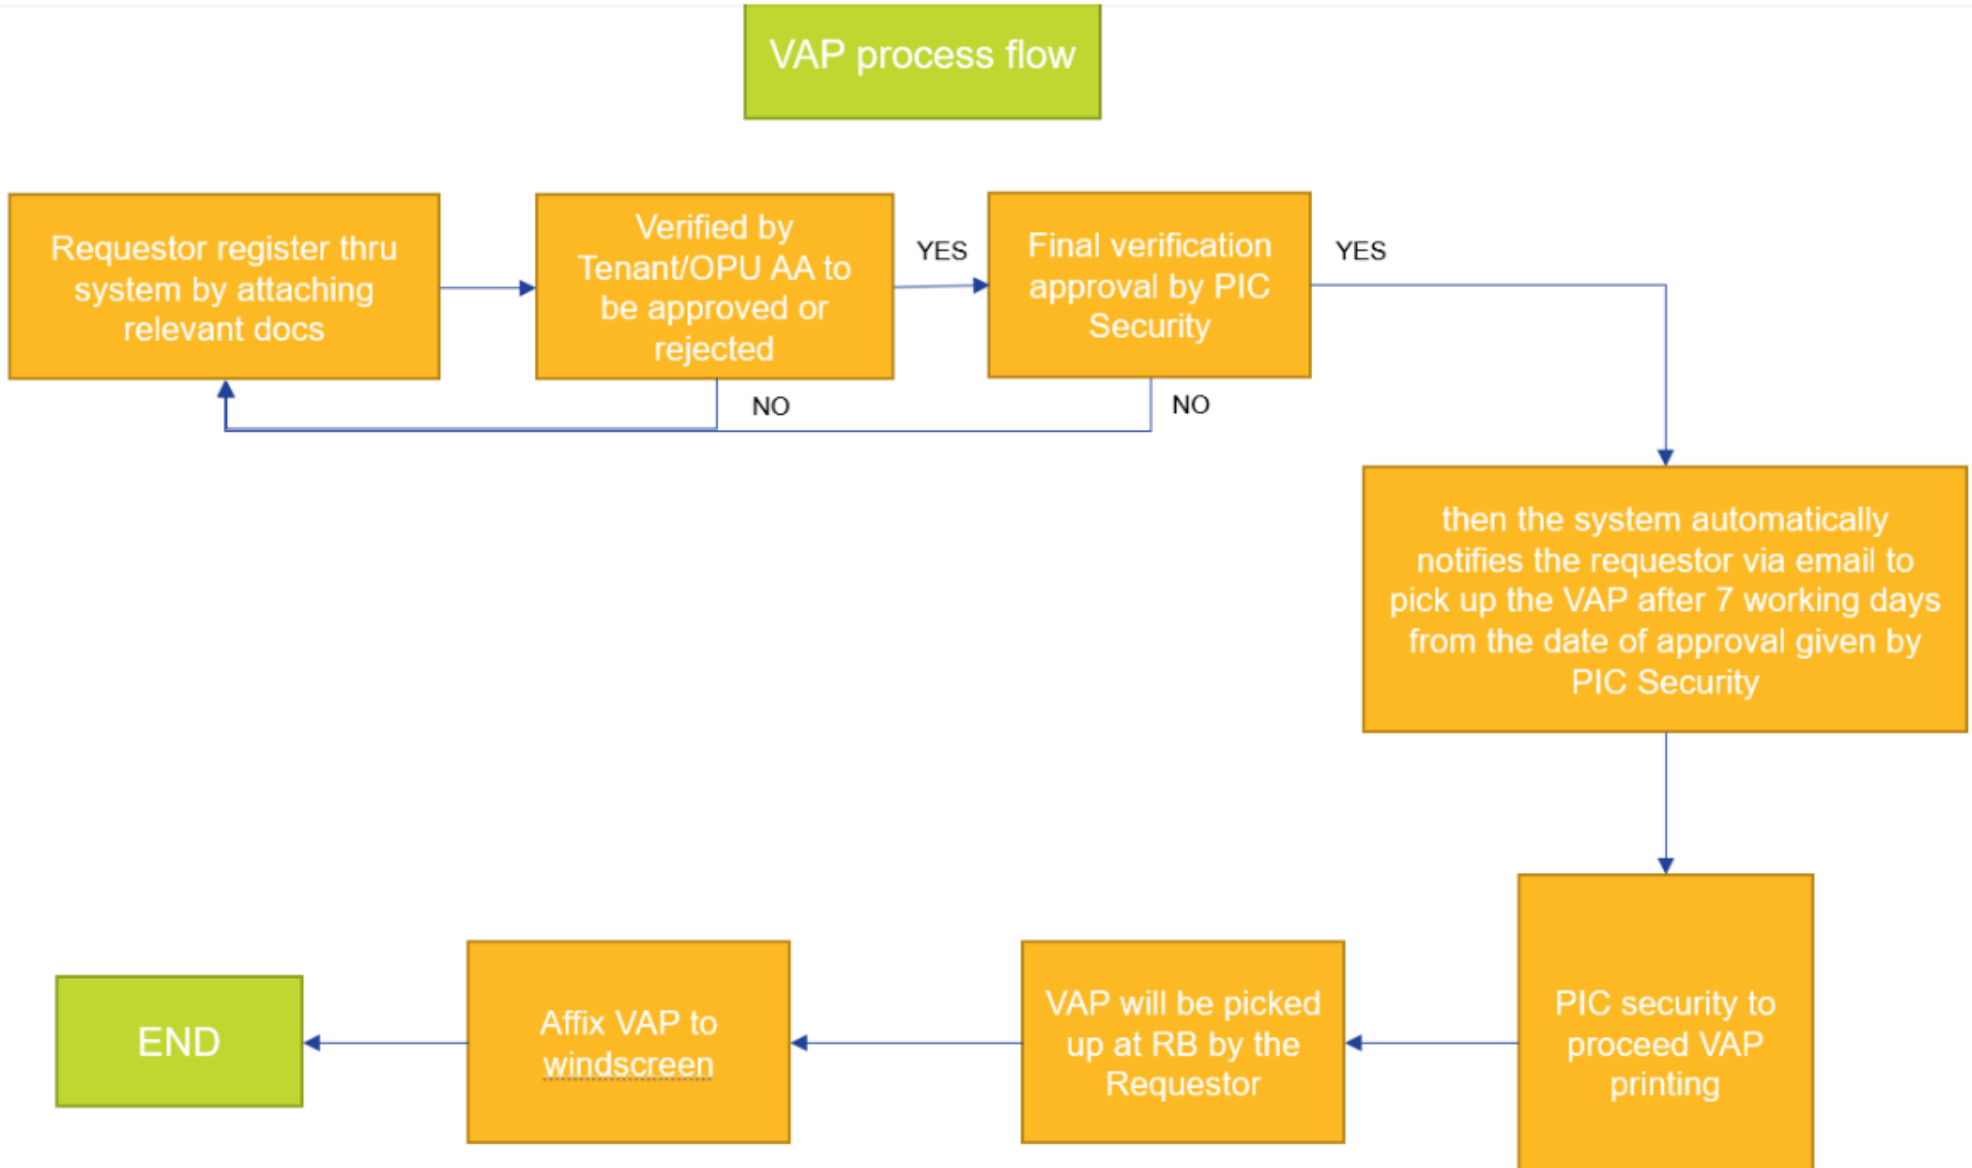 VAP process flow
Requestor register thru
system by attaching
relevant docs
Verified by
Tenant/OPU AA to
be approved or
rejected
YES
Final verification
approval by PIC
Security
YES
NO
NO
then the system automatically
notifies the requestor via email to
pick up the VAP after 7 working days
from the date of approval given by
PIC Security
PIC security to
proceed VAP
printing
VAP will be picked
up at RB by the
Requestor
Affix VAP to
windscreen
END